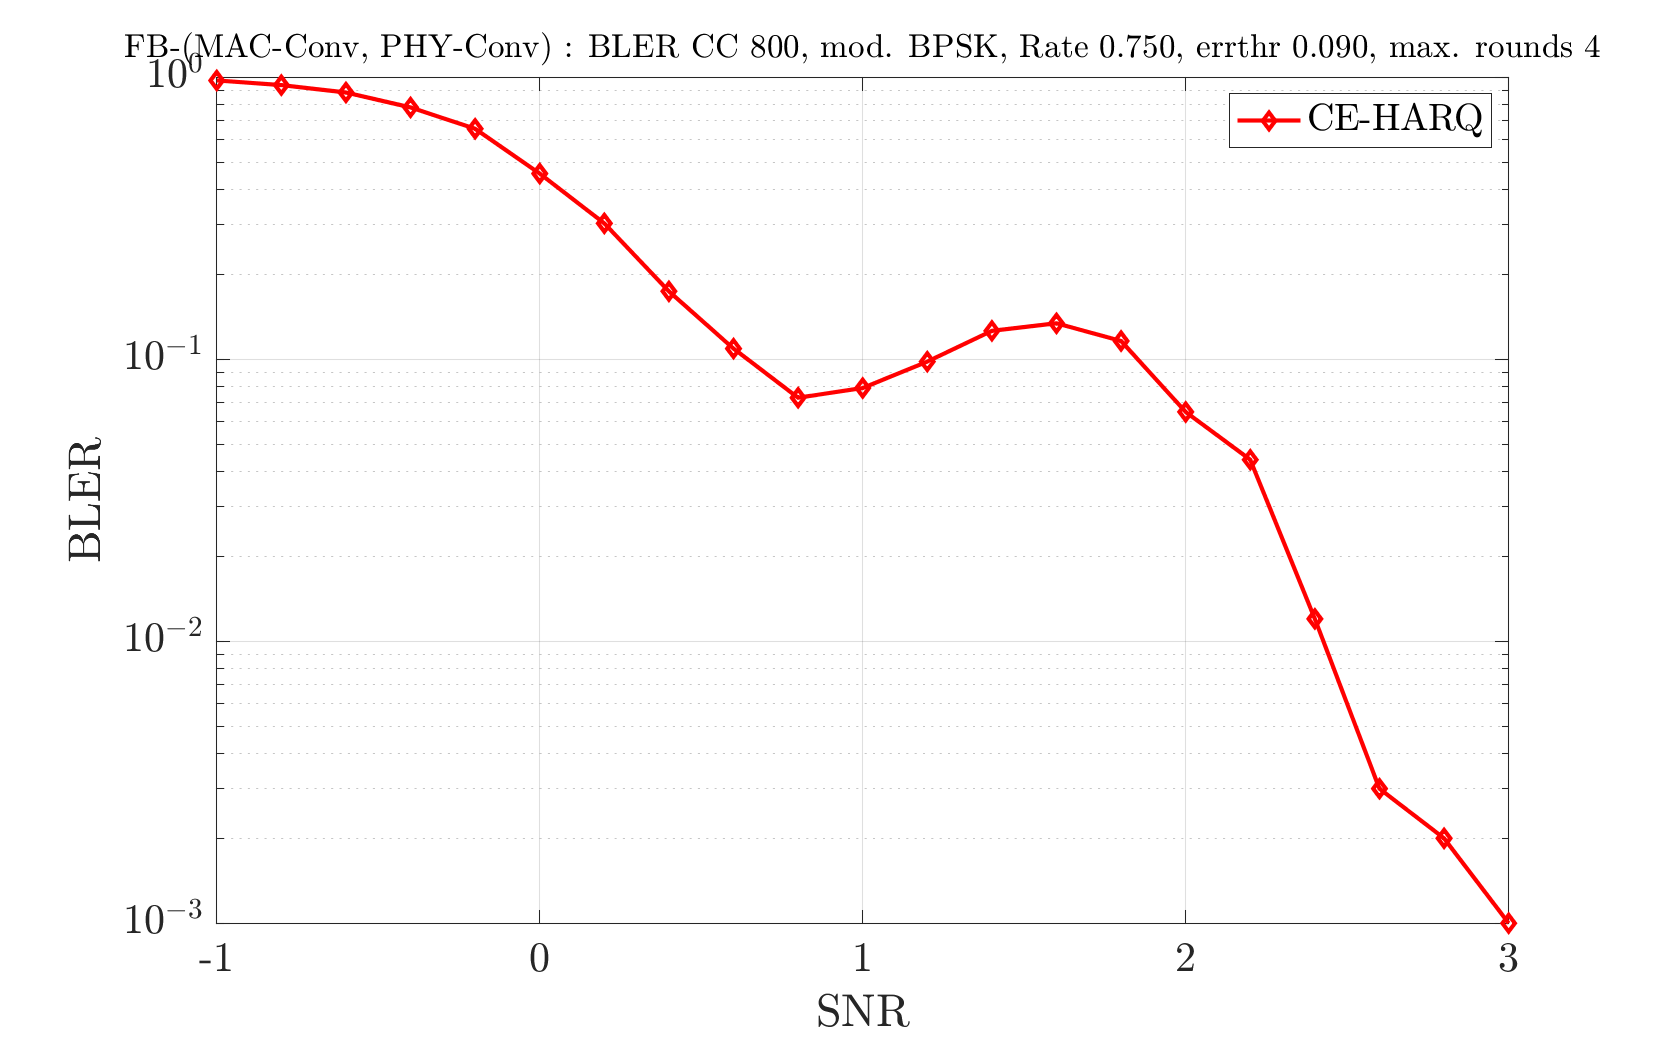 FB-(MAC-Conv, PHY-Conv) : BLER CC 800, mod. BPSK, Rate 0.750, errthr 0.090, max. rounds 4
CE-HARQ
10^0
10^{-1}
10^{-2}
10^{-3}
BLER
-1 0 1 2 3
SNR